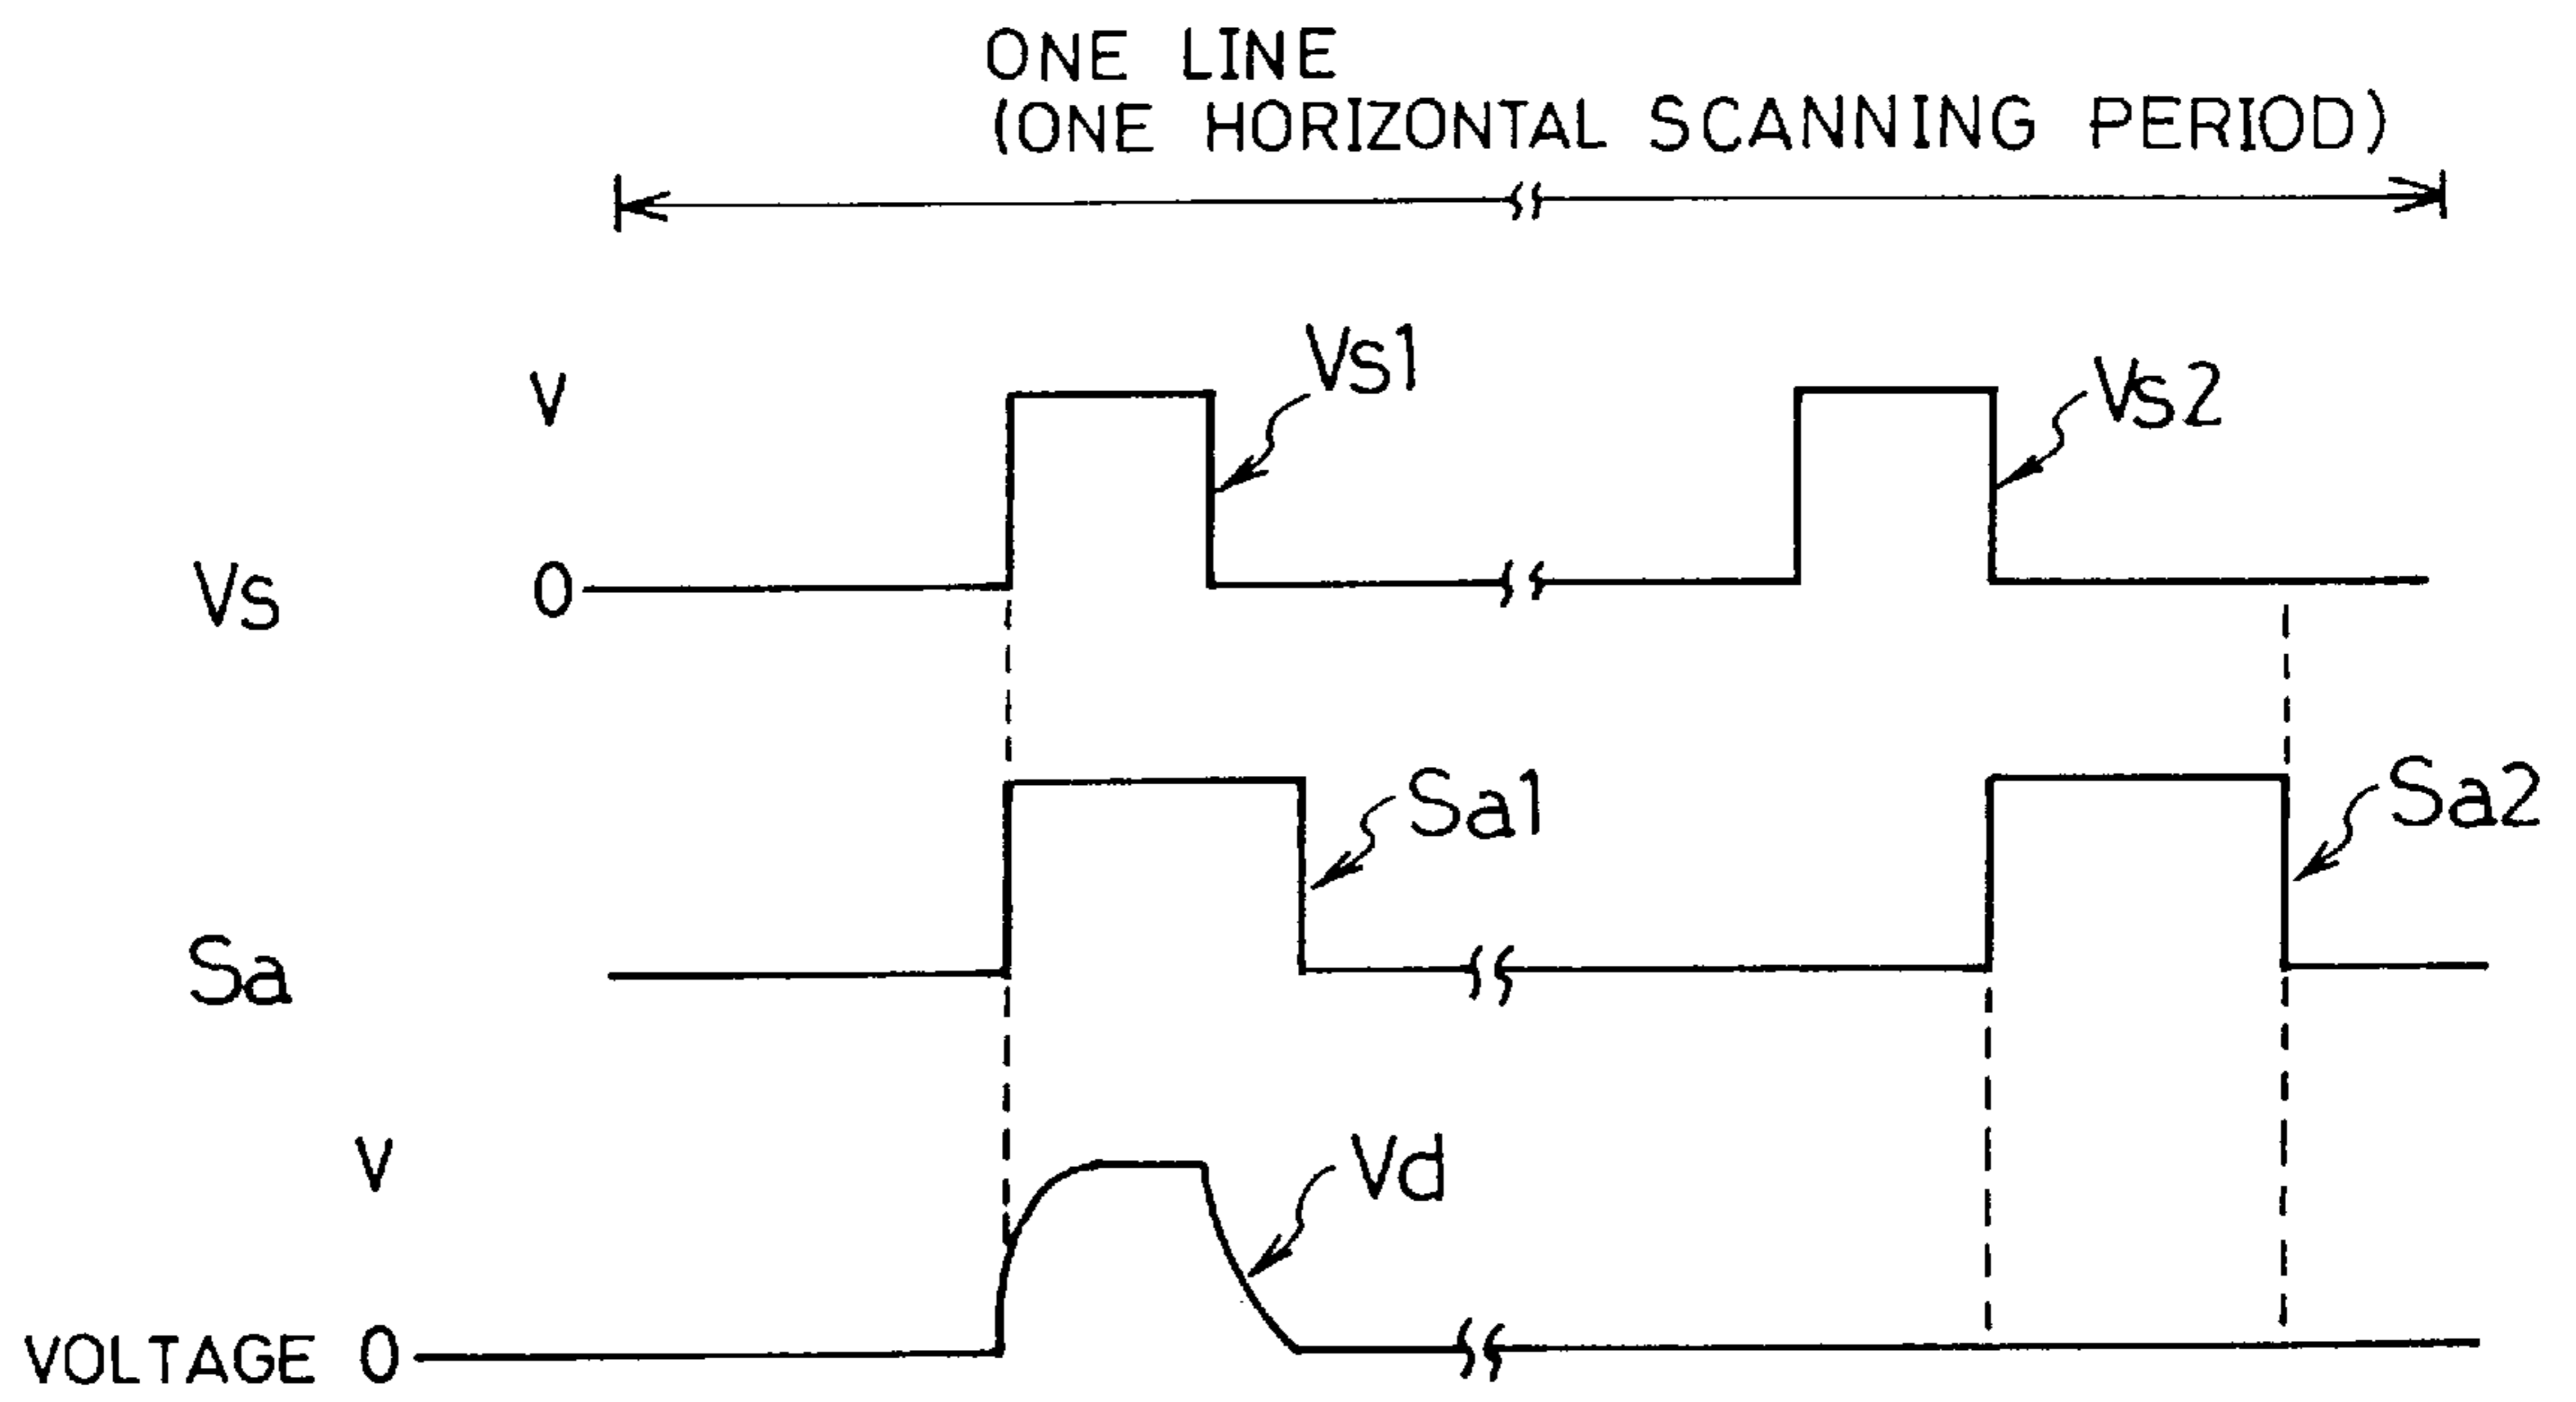 ONE LINE
(ONE HORIZONTAL SCANNING PERIOD)
V
Vs1
Vs2
Vs
0
Sa1
Sa2
Sa
V
Vd
VOLTAGE 0